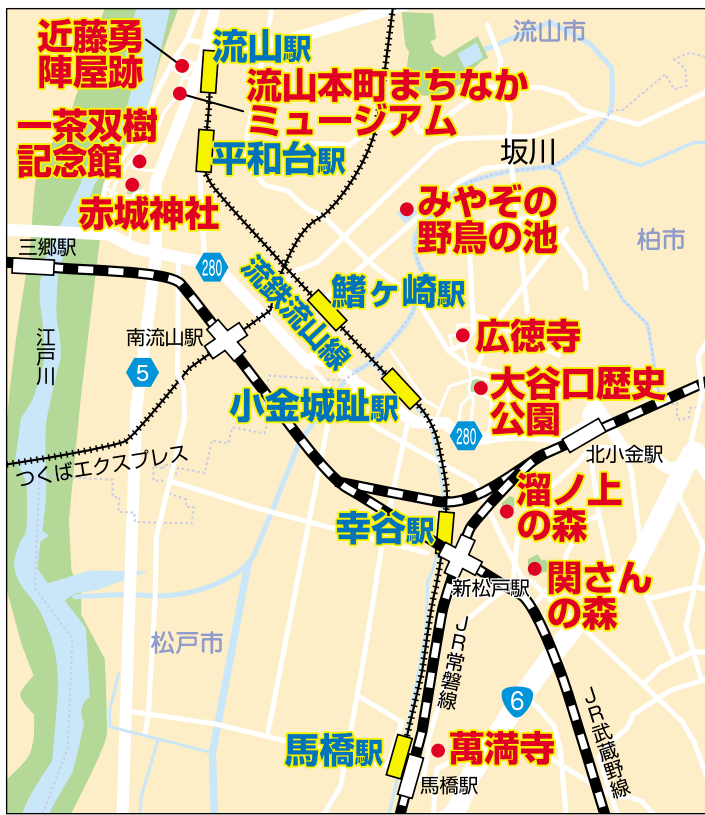 近藤勇
陣屋跡
流山駅
流山市
流山本町まちなか
ミュージアム
一茶双樹
記念館
平和台駅
坂川
赤城神社
みやぞの
野鳥の池
柏市
三郷駅
280
流鉄流山線
鰭ヶ崎駅
江戸川
南流山駅
広徳寺
5
小金城趾駅
大谷口歴史
公園
280
北小金駅
つくばエクスプレス
溜ノ上
の森
幸谷駅
新松戸駅
関さん
の森
松戸市
JR常磐線
6
JR武蔵野線
馬橋駅
萬満寺
馬橋駅